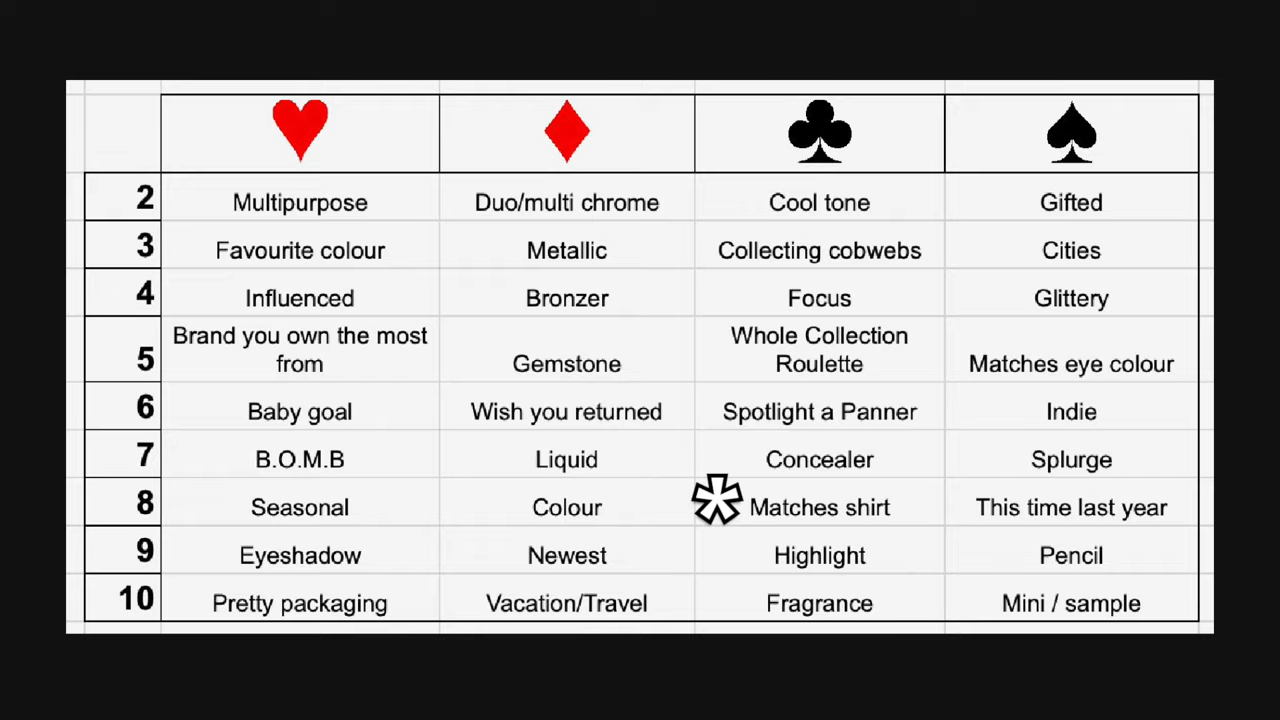 ♥ ♦ ♣ ♠
2 Multipurpose Duo/multi chrome Cool tone Gifted
3 Favourite colour Metallic Collecting cobwebs Cities
4 Influenced Bronzer Focus Glittery
Brand you own the most Whole Collection
5 from Gemstone Roulette Matches eye colour
6 Baby goal Wish you returned Spotlight a Panner Indie
7 B.O.M.B Liquid Concealer Splurge
8 Seasonal Colour * Matches shirt This time last year
9 Eyeshadow Newest Highlight Pencil
10 Pretty packaging Vacation/Travel Fragrance Mini / sample